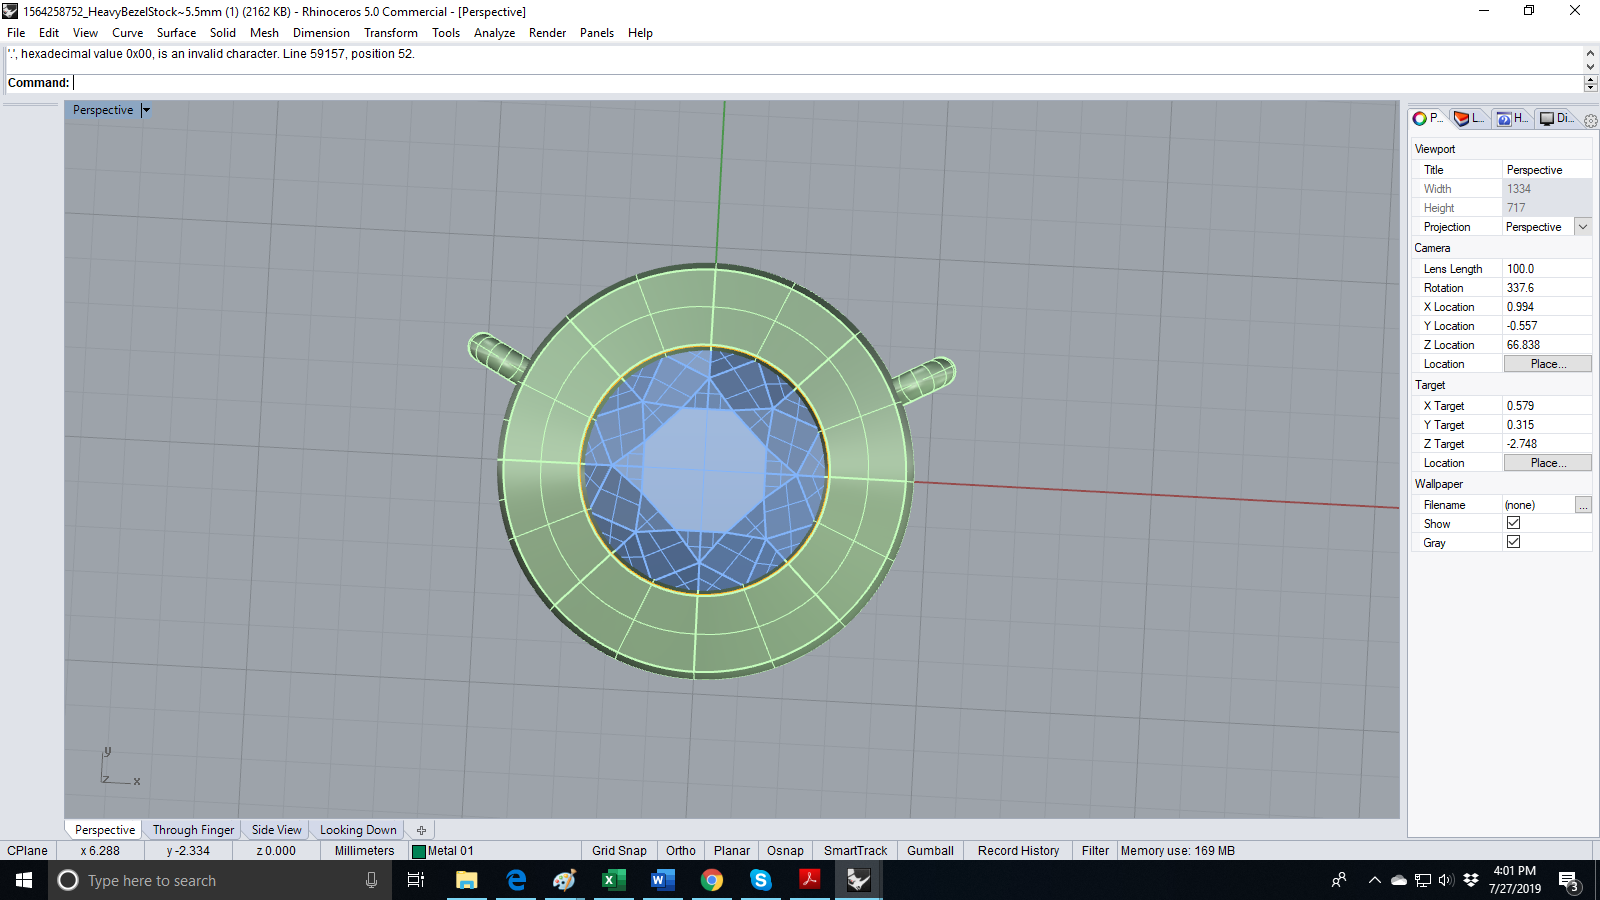 1564258752_HeavyBezelStock~5.5mm (1) (2162 KB) - Rhinoceros 5.0 Commercial - [Perspective]
File Edit View Curve Surface Solid Mesh Dimension Transform Tools Analyze Render Panels Help
'.', hexadecimal value 0x00, is an invalid character. Line 59157, position 52.
Command:
Perspective
P... L... H... Di...
Viewport
Title Perspective
Width 1334
Height 717
Projection Perspective
Camera
Lens Length 100.0
Rotation 337.6
X Location 0.994
Y Location -0.557
Z Location 66.838
Location Place...
Target
X Target 0.579
Y Target 0.315
Z Target -2.748
Location Place...
Wallpaper
Filename (none) ...
Show
Gray
y
z x
Perspective Through Finger Side View Looking Down
CPlane x 6.288 y -2.334 z 0.000 Millimeters Metal 01 Grid Snap Ortho Planar Osnap SmartTrack Gumball Record History Filter Memory use: 169 MB
Type here to search
4:01 PM
7/27/2019
3